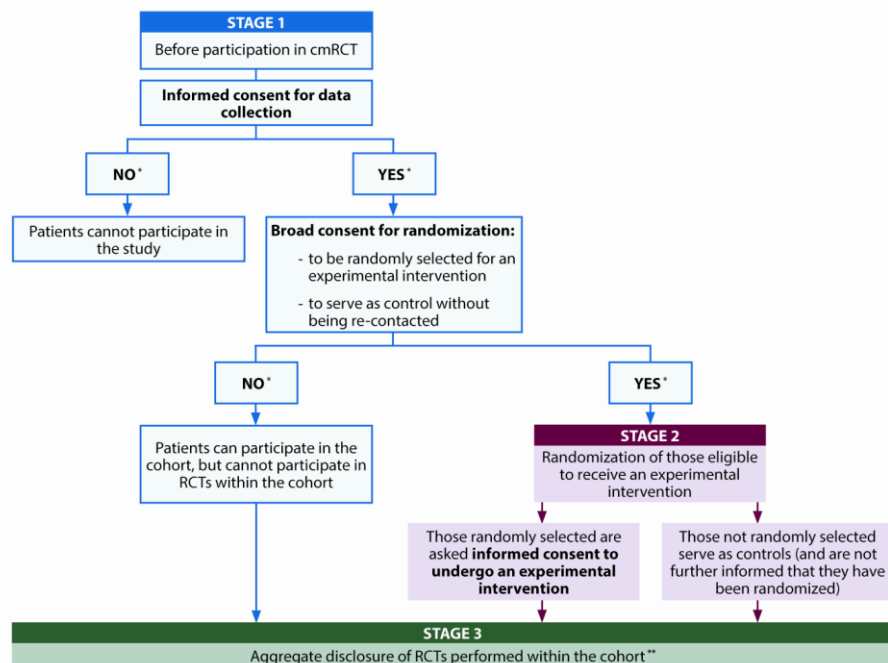 STAGE 1
Before participation in cmRCT
Informed consent for data
collection
NO*
YES*
Patients cannot participate in
the study
Broad consent for randomization:
- to be randomly selected for an
experimental intervention
- to serve as control without
being re-contacted
NO*
YES*
Patients can participate in the
cohort, but cannot participate in
RCTs within the cohort
STAGE 2
Randomization of those eligible
to receive an experimental
intervention
Those randomly selected are
asked informed consent to
undergo an experimental
intervention
Those not randomly selected
serve as controls (and are not
further informed that they have
been randomized)
STAGE 3
Aggregate disclosure of RCTs performed within the cohort**